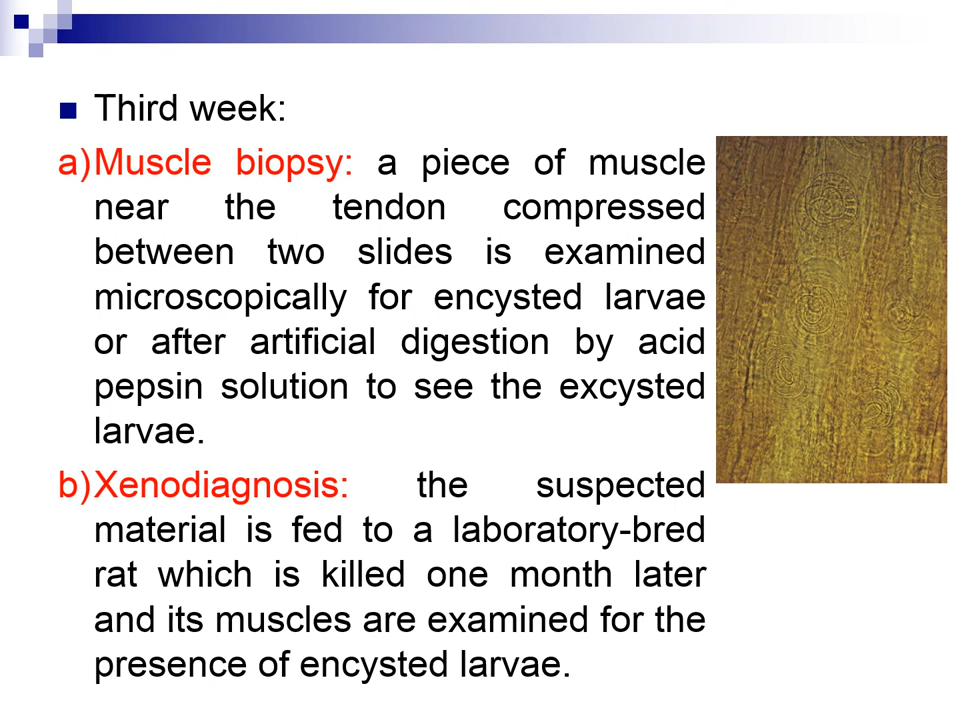 Third week:
a)Muscle biopsy: a piece of muscle
near the tendon compressed
between two slides is examined
microscopically for encysted larvae
or after artificial digestion by acid
pepsin solution to see the excysted
larvae.
b)Xenodiagnosis: the suspected
material is fed to a laboratory-bred
rat which is killed one month later
and its muscles are examined for the
presence of encysted larvae.